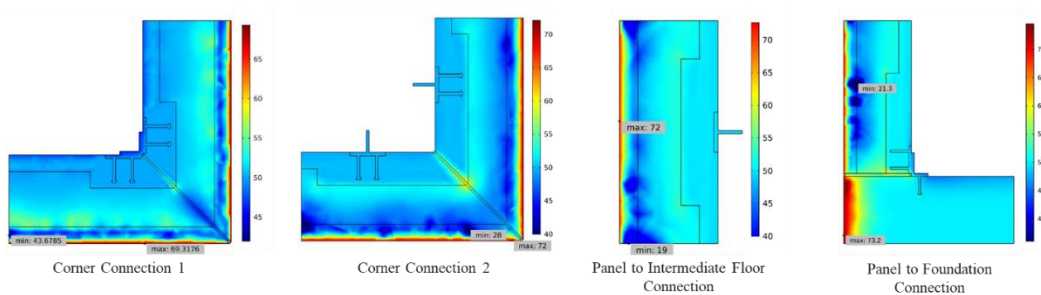 65
60
55
50
45
min: 43.6785
max: 69.3176
Corner Connection 1
70
65
60
55
50
45
40
min: 28
max: 72
Corner Connection 2
70
65
60
55
50
45
40
max: 72
min: 19
Panel to Intermediate Floor
Connection
min: 21.3
max: 73.2
Panel to Foundation
Connection